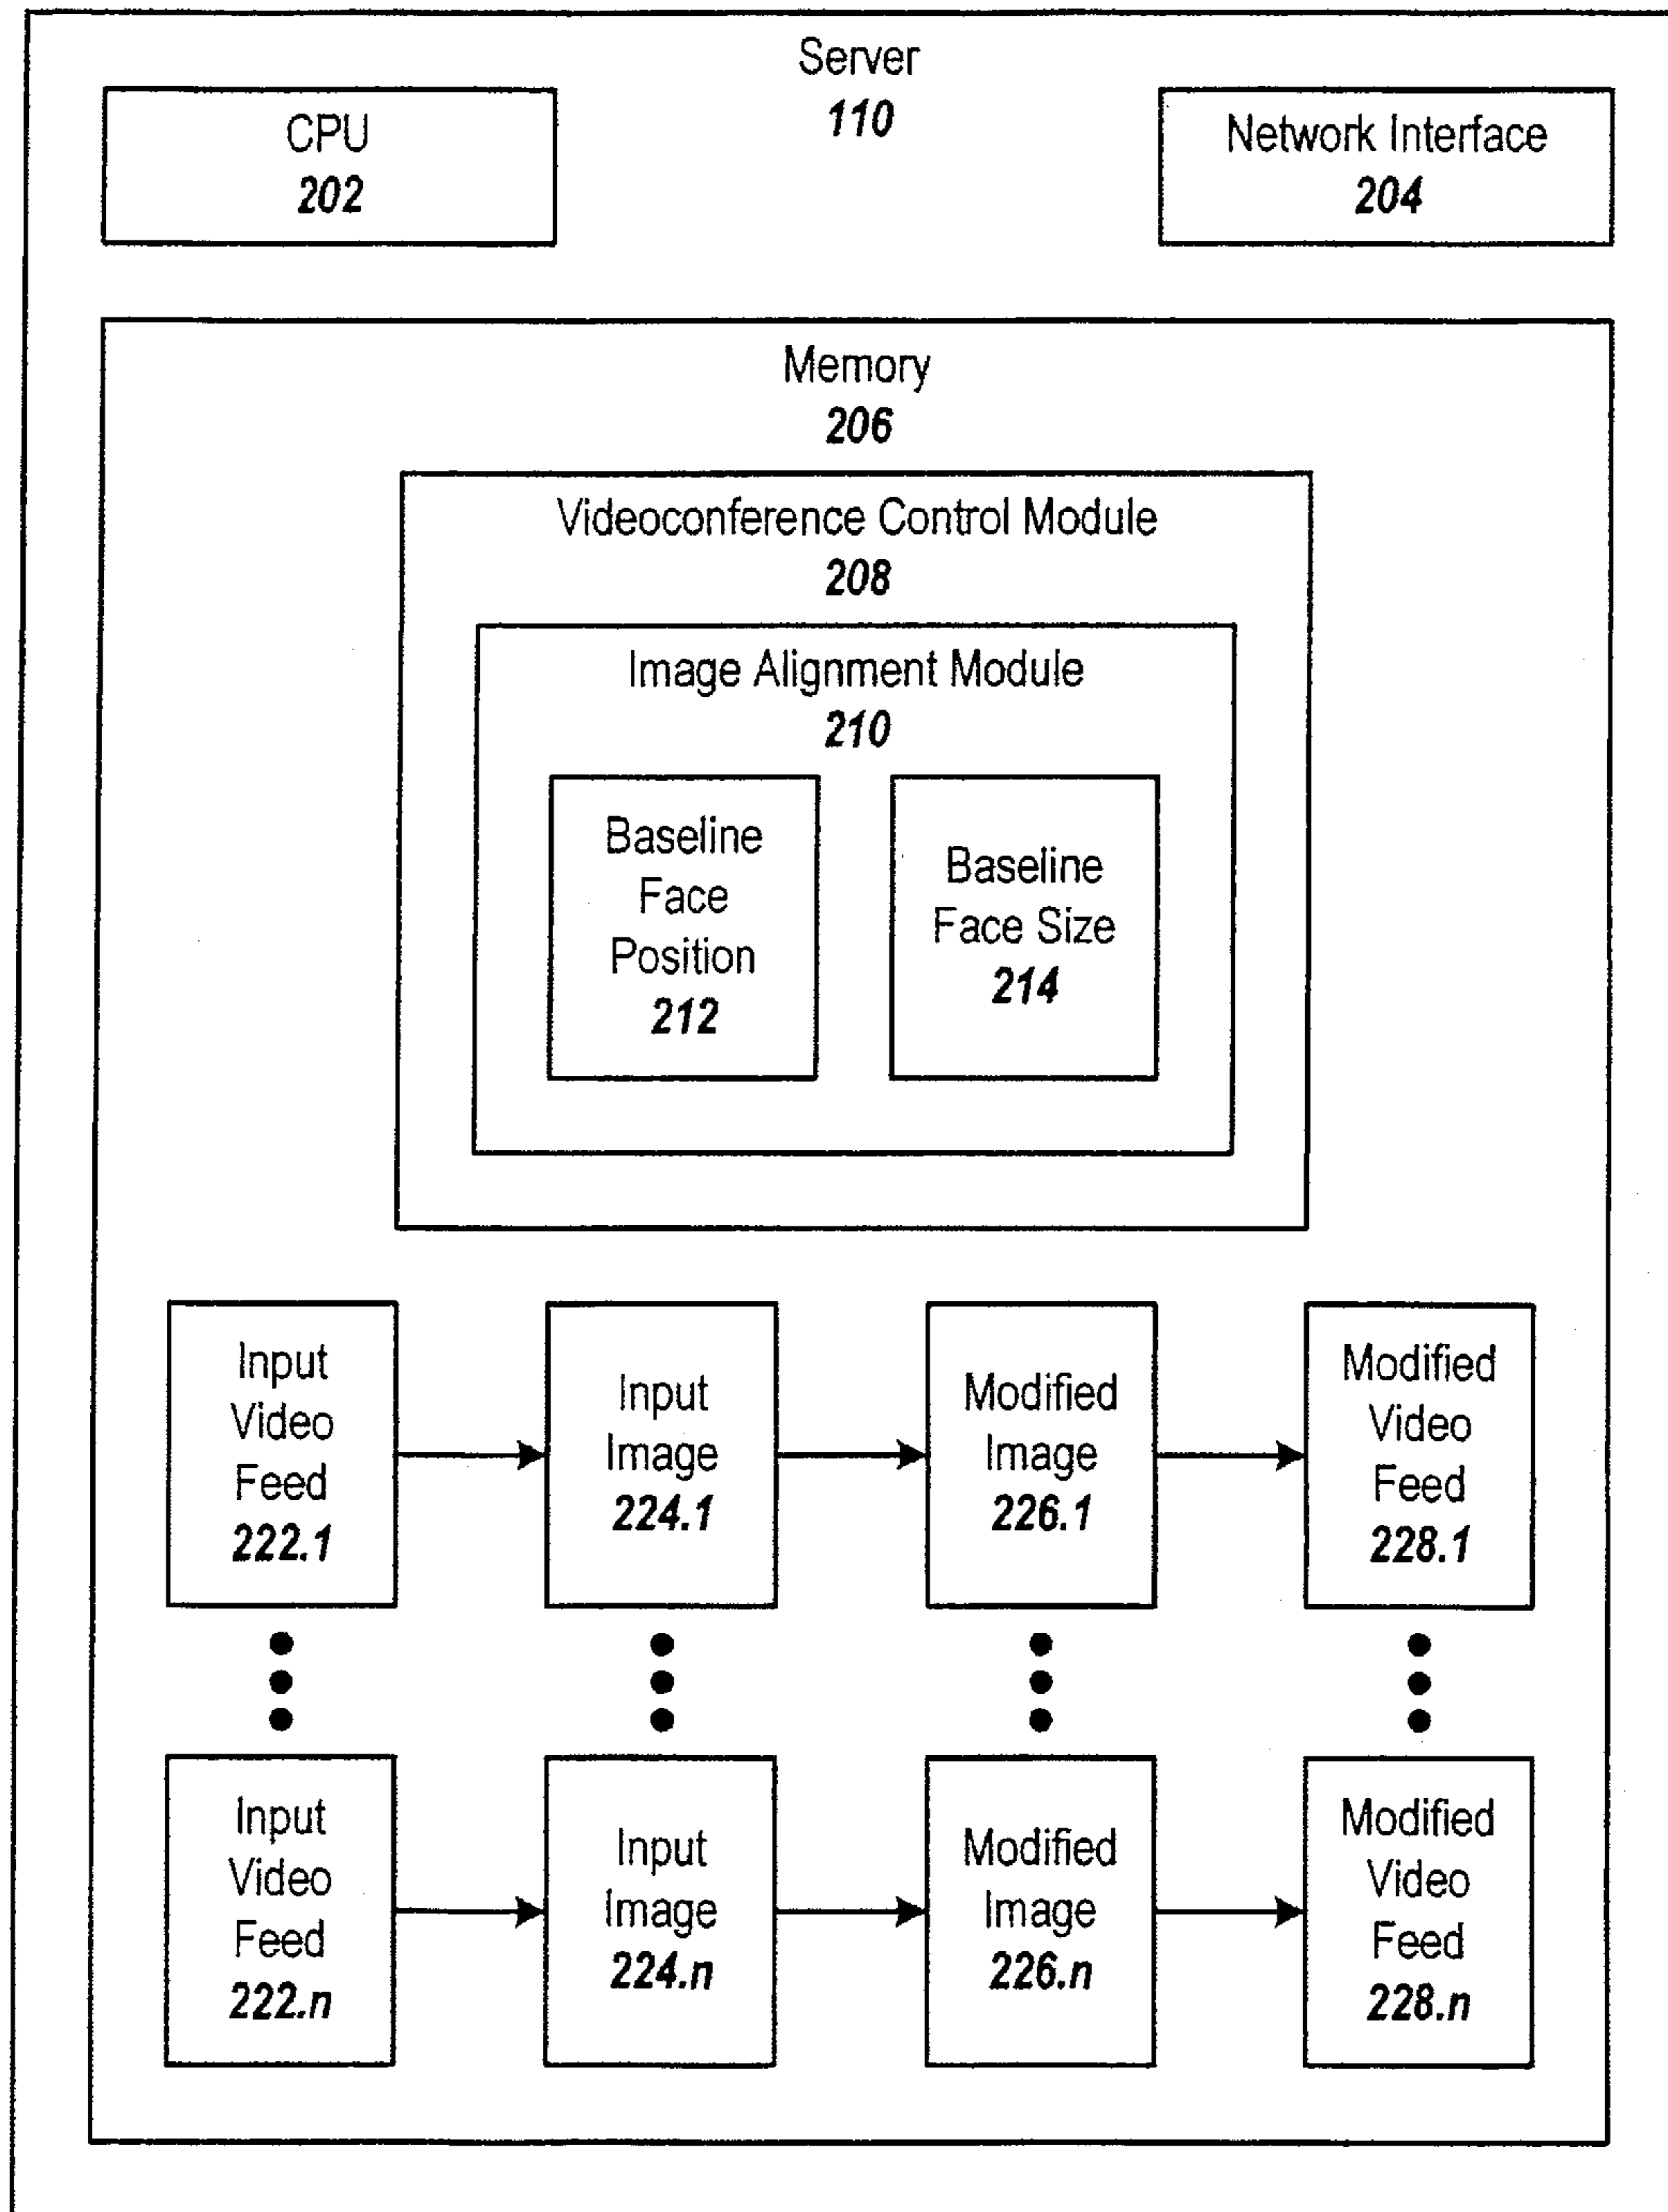 Server
110
CPU
202
Network Interface
204
Memory
206
Videoconference Control Module
208
Image Alignment Module
210
Baseline
Face
Position
212
Baseline
Face Size
214
Input
Video
Feed
222.1
Input
Image
224.1
Modified
Image
226.1
Modified
Video
Feed
228.1
Input
Video
Feed
222.n
Input
Image
224.n
Modified
Image
226.n
Modified
Video
Feed
228.n